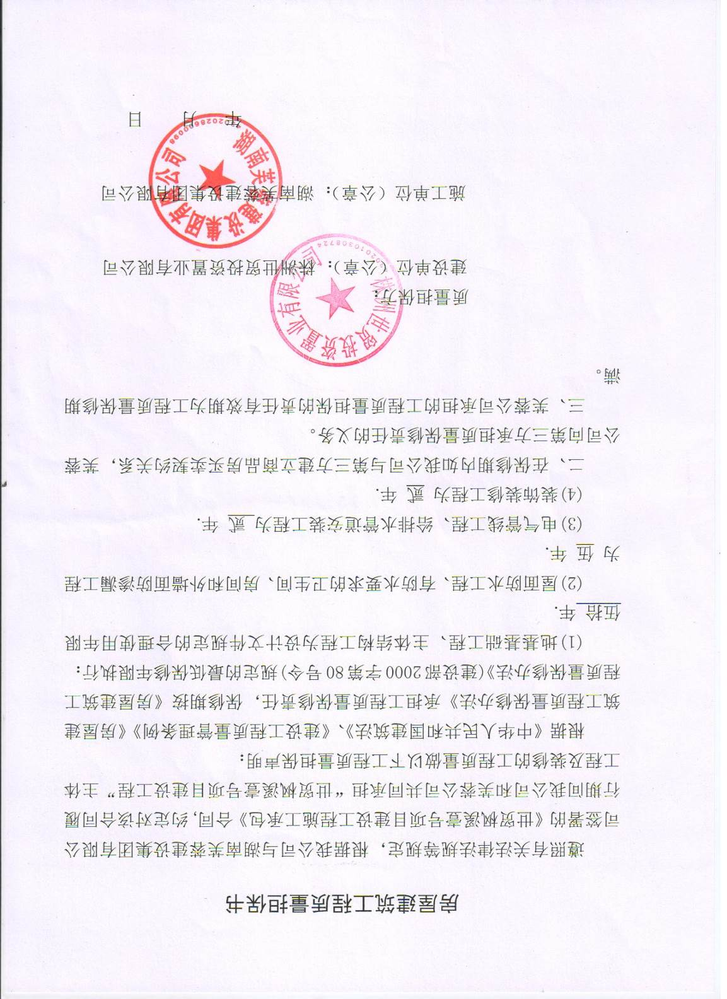 房屋建筑工程质量担保书
遵照有关法律法规等规定，根据我公司与湖南芙蓉建设集团有限公
司签署的《世贸枫溪壹号项目建设工程施工承包》合同,约定对该合同履
行期间我公司和芙蓉公司共同承担“世贸枫溪壹号项目建设工程”主体
工程及装修的工程质量做以下工程质量担保声明:
根据《中华人民共和国建筑法》、《建设工程质量管理条例》《房屋建
筑工程质量保修办法》承担工程质量保修责任，保修期按《房屋建筑工
程质量保修办法》(建设部 2000 字第 80 号令) 规定的最低保修年限执行：
(1) 地基基础工程、主体结构工程为设计文件规定的合理使用年限
伍拾 年.
(2) 屋面防水工程、有防水要求的卫生间、房间和外墙面防渗漏工程
为 伍 年.
(3) 电气管线工程、给排水管道安装工程为 贰 年.
(4) 装饰装修工程为 贰 年.
二、在保修期内如我公司与第三方建立商品房买卖契约关系，芙蓉
公司向第三方承担质量保修责任的义务。
三、芙蓉公司承担的工程质量担保的责任有效期为工程质量保修期
满。
质量担保方:
建设单位（公章）: 株洲世贸投资置业有限公司
株洲世贸投资置业有限公司
施工单位（公章）: 湖南芙蓉建设集团有限公司
湖南芙蓉建设集团有限公司
年 月 日